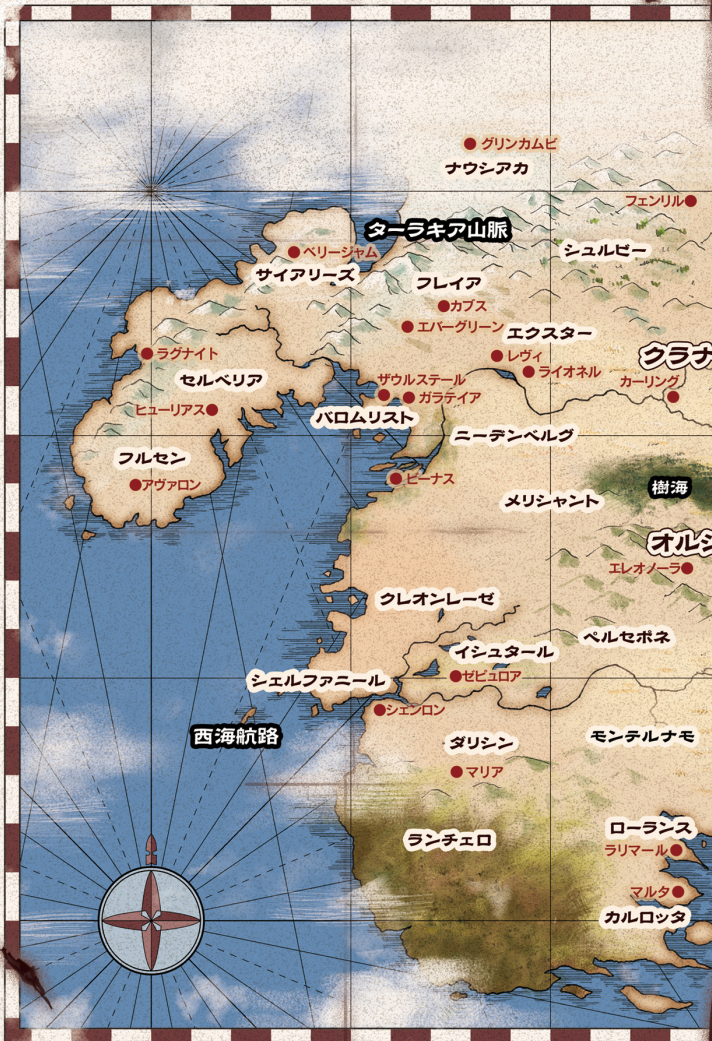 グリンカムビ
ナウシアカ
フェンリル
ターラキア山脈
シュルビー
ベリージャム
サイアリーズ
フレイア
カブス
エバーグリーン
エクスター
ラグナイト
レヴィ
クラナ
ライオネル
セルベリア
ザウルステール
カーリング
ガラテイア
ヒューリアス
バロムリスト
ニーデンベルグ
フルセン
ビーナス
アヴァロン
樹海
メリシャント
オルシ
エレオノーラ
クレオンレーゼ
ペルセポネ
イシュタール
ゼピュロア
シェルファニール
シェンロン
西海航路
ダリシン
モンテルナモ
マリア
ローランス
ランチェロ
ラリマール
マルタ
カルロッタ